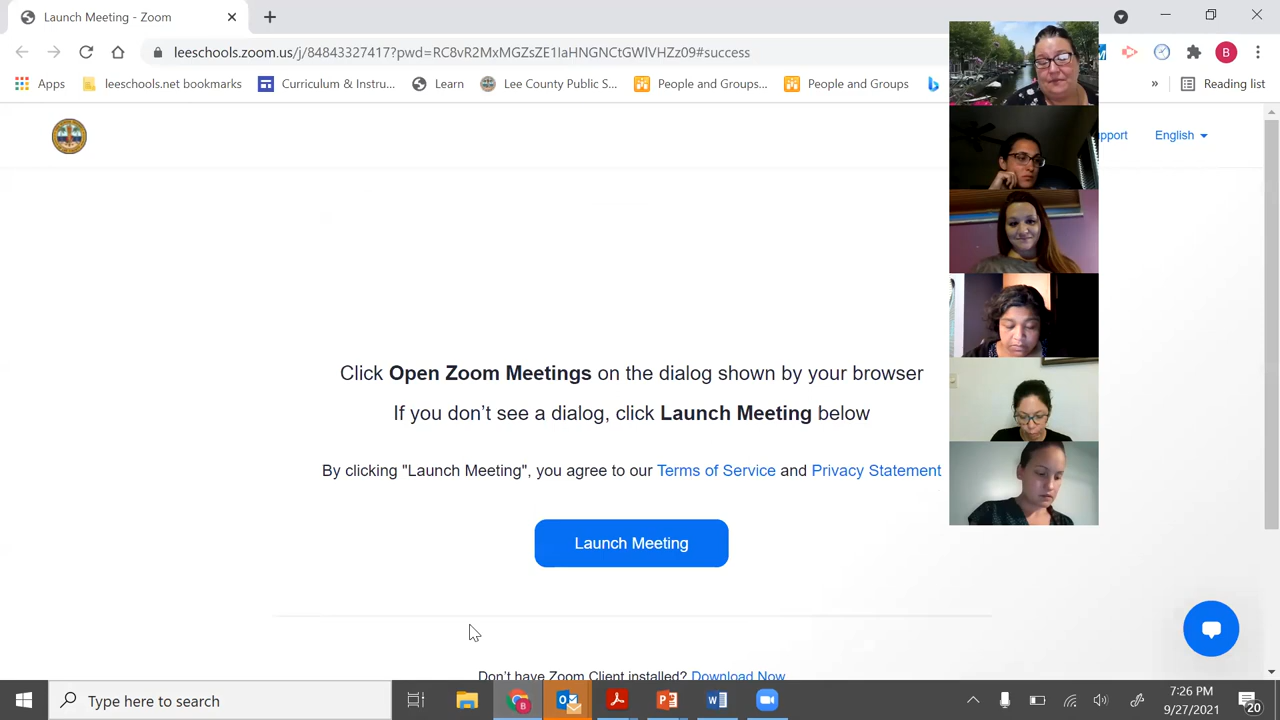 Launch Meeting - Zoom
leeschools.zoom.us/j/84843127417?pwd=RC8vR2MxMGZsZE1laHNGNCtGWlVHZz09#success
B
Apps
leeschools.net bookmarks
Curriculum & Instru...
Learn
Lee County Public S...
People and Groups...
People and Groups
»
Reading list
English
Click Open Zoom Meetings on the dialog shown by your browser
If you don't see a dialog, click Launch Meeting below
By clicking "Launch Meeting", you agree to our Terms of Service and Privacy Statement
Launch Meeting
Don't have Zoom Client installed? Download Now
Type here to search
7:26 PM
9/27/2021
20